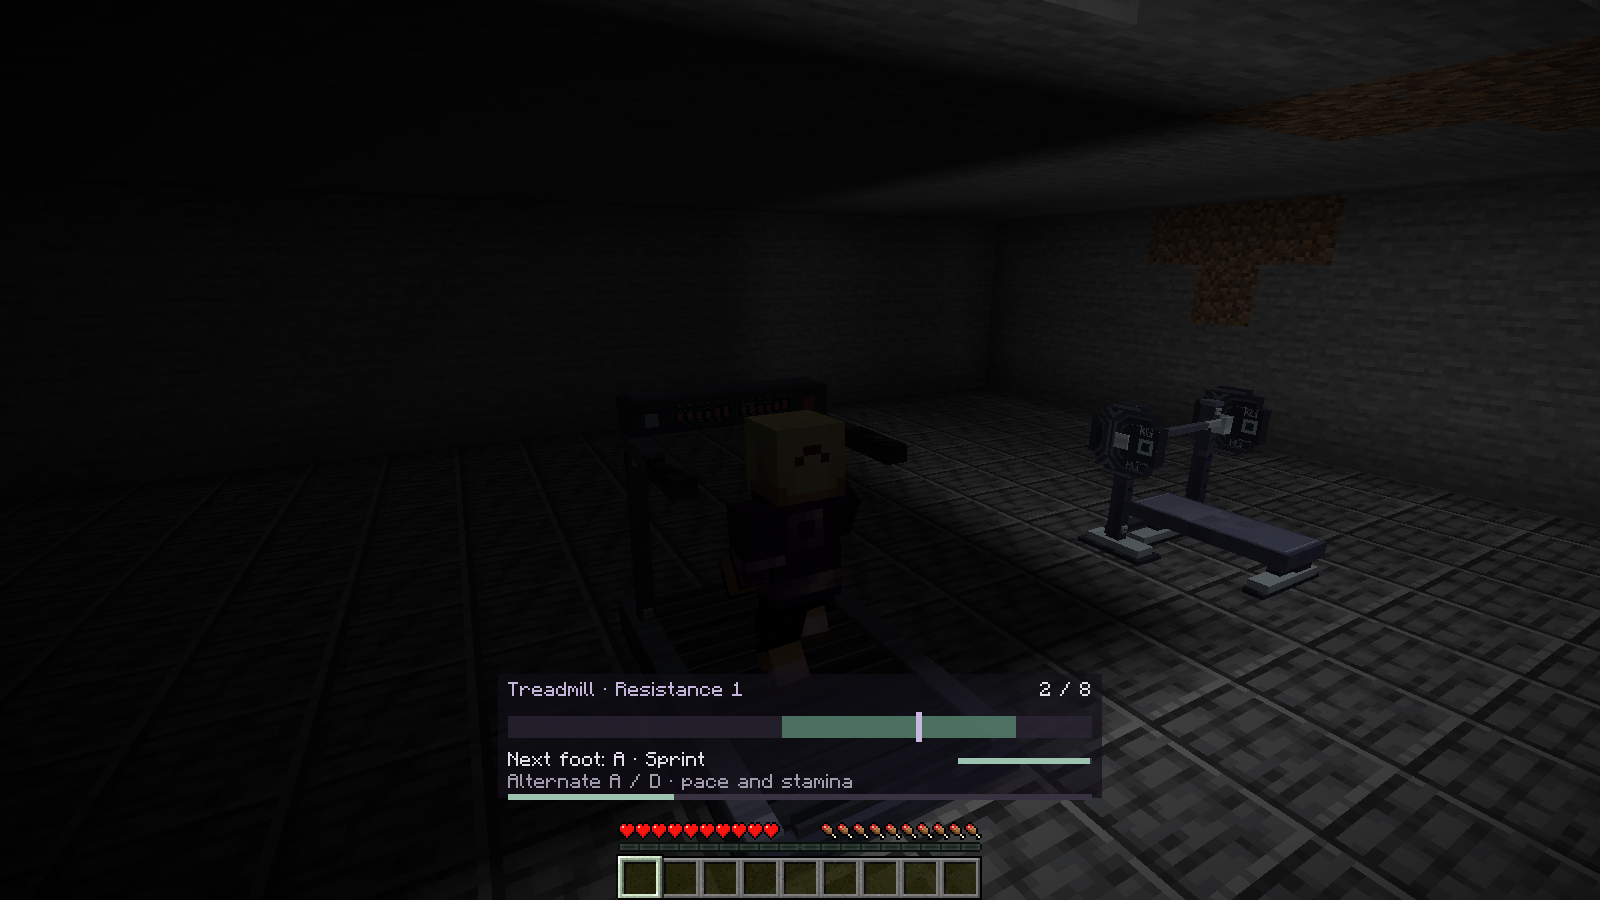 Treadmill · Resistance 1
2 / 8
Next foot: A · Sprint
Alternate A / D · pace and stamina